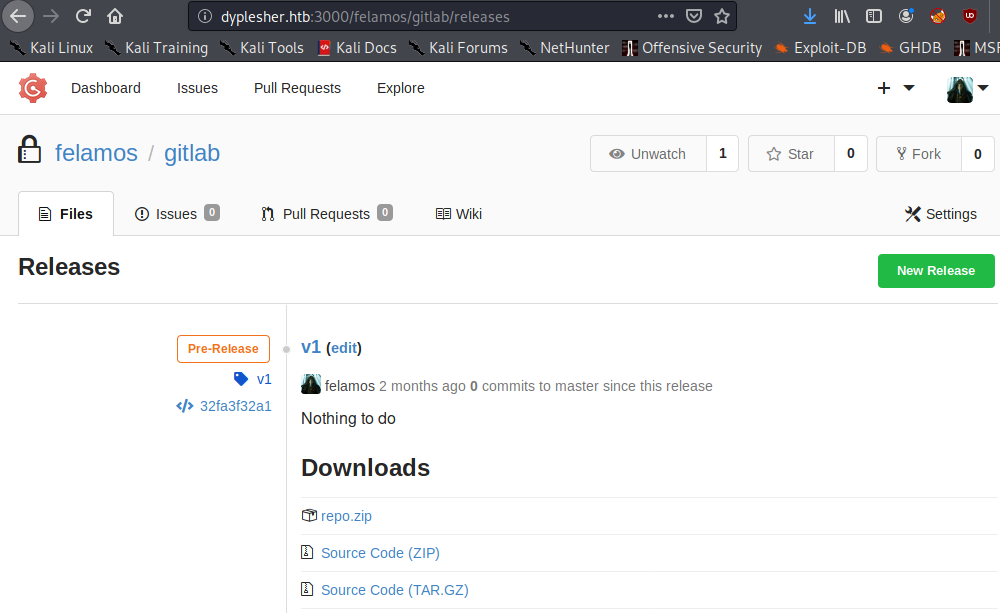 dyplesher.htb:3000/felamos/gitlab/releases
Kali Linux Kali Training Kali Tools Kali Docs Kali Forums NetHunter Offensive Security Exploit-DB GHDB MSF
Dashboard Issues Pull Requests Explore
felamos / gitlab Unwatch 1 Star 0 Fork 0
Files Issues 0 Pull Requests 0 Wiki Settings
Releases New Release
Pre-Release v1 (edit)
v1 felamos 2 months ago 0 commits to master since this release
32fa3f32a1
Nothing to do
Downloads
repo.zip
Source Code (ZIP)
Source Code (TAR.GZ)